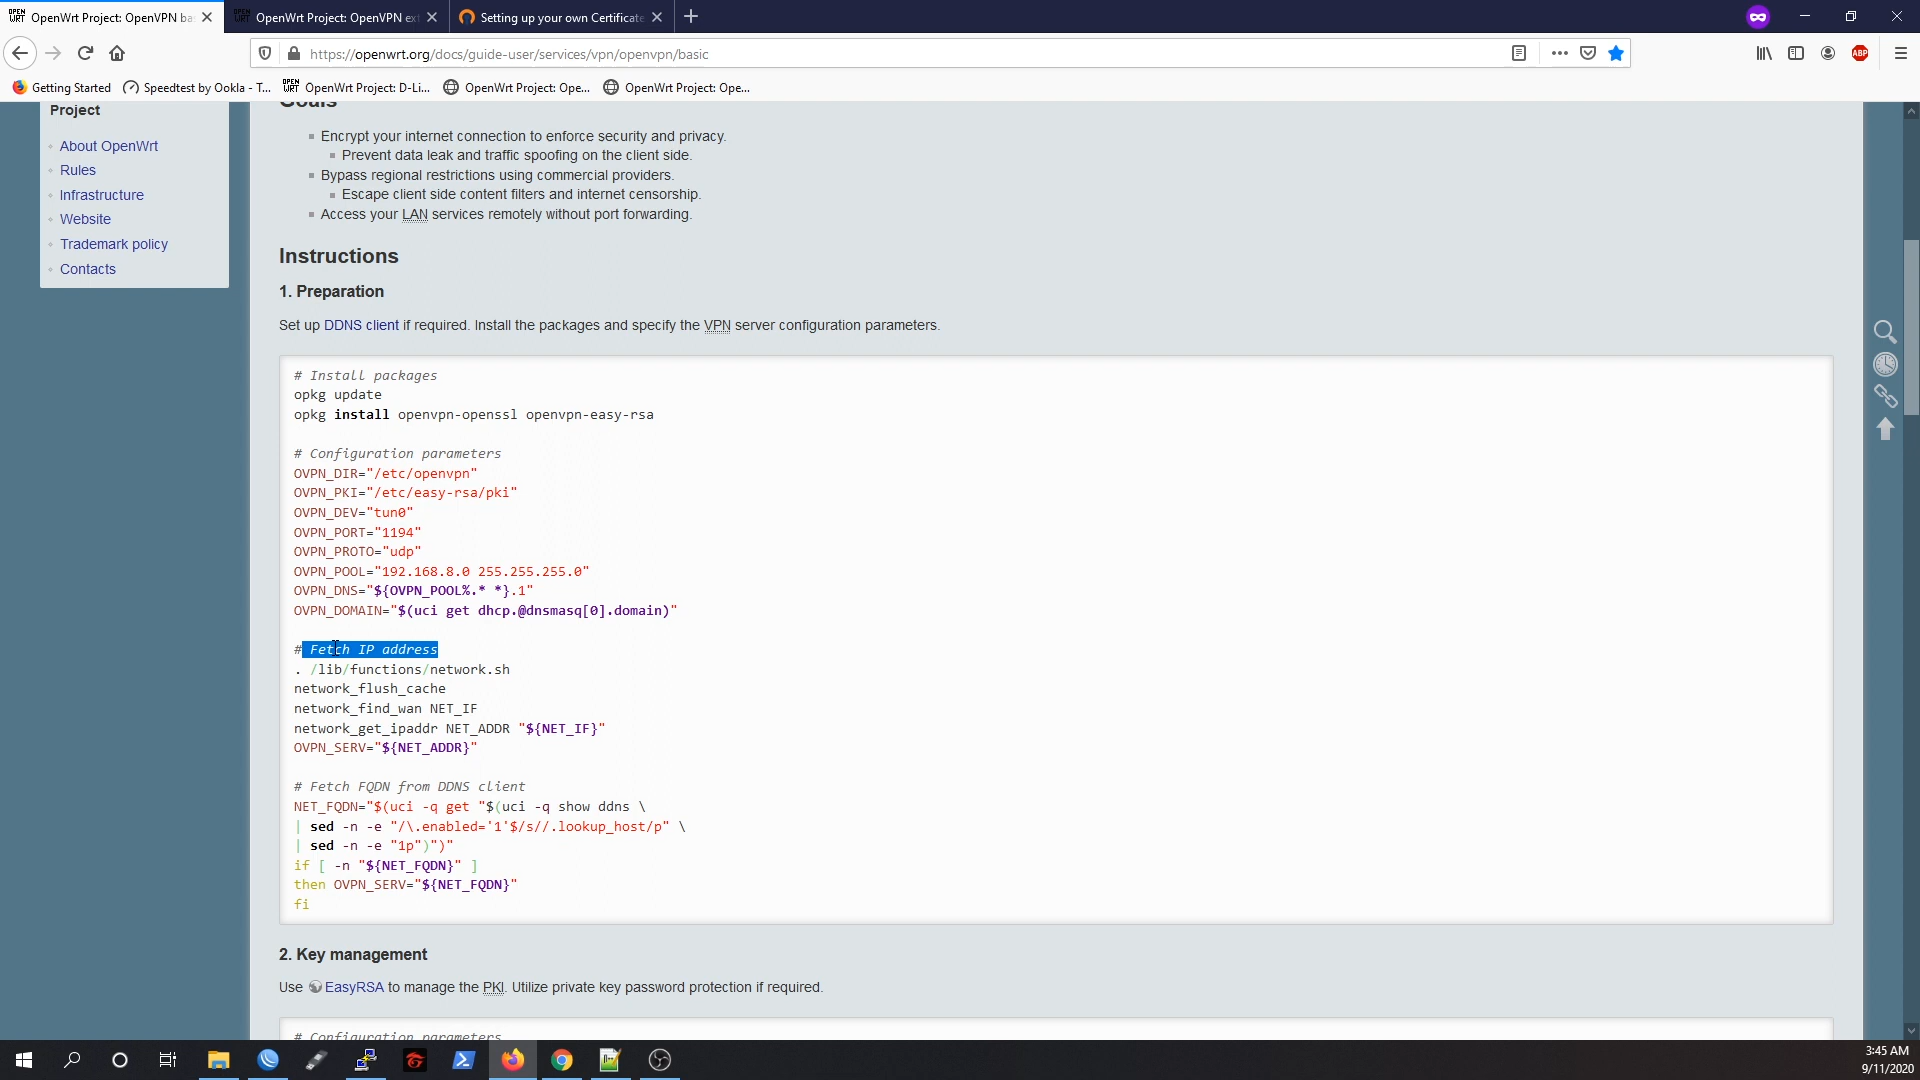 OpenWrt Project: OpenVPN ba
OpenWrt Project: OpenVPN ex
Setting up your own Certificate
https://openwrt.org/docs/guide-user/services/vpn/openvpn/basic
ABP
Getting Started
Speedtest by Ookla - T...
OpenWrt Project: D-Li...
OpenWrt Project: Ope...
OpenWrt Project: Ope...
Project
About OpenWrt
Rules
Infrastructure
Website
Trademark policy
Contacts
Goals
Encrypt your internet connection to enforce security and privacy.
Prevent data leak and traffic spoofing on the client side.
Bypass regional restrictions using commercial providers.
Escape client side content filters and internet censorship.
Access your LAN services remotely without port forwarding.
Instructions
1. Preparation
Set up DDNS client if required. Install the packages and specify the VPN server configuration parameters.
# Install packages
opkg update
opkg install openvpn-openssl openvpn-easy-rsa
# Configuration parameters
OVPN_DIR="/etc/openvpn"
OVPN_PKI="/etc/easy-rsa/pki"
OVPN_DEV="tun0"
OVPN_PORT="1194"
OVPN_PROTO="udp"
OVPN_POOL="192.168.8.0 255.255.255.0"
OVPN_DNS="${OVPN_POOL%.* *}.1"
OVPN_DOMAIN="$(uci get dhcp.@dnsmasq[0].domain)"
# Fetch IP address
. /lib/functions/network.sh
network_flush_cache
network_find_wan NET_IF
network_get_ipaddr NET_ADDR "${NET_IF}"
OVPN_SERV="${NET_ADDR}"
# Fetch FQDN from DDNS client
NET_FQDN="$(uci -q get "$(uci -q show ddns \
| sed -n -e "/\.enabled='1'$/s//.lookup_host/p" \
| sed -n -e "1p")")"
if [ -n "${NET_FQDN}" ]
then OVPN_SERV="${NET_FQDN}"
fi
2. Key management
Use EasyRSA to manage the PKI. Utilize private key password protection if required.
# Configuration parameters
3:45 AM
9/11/2020